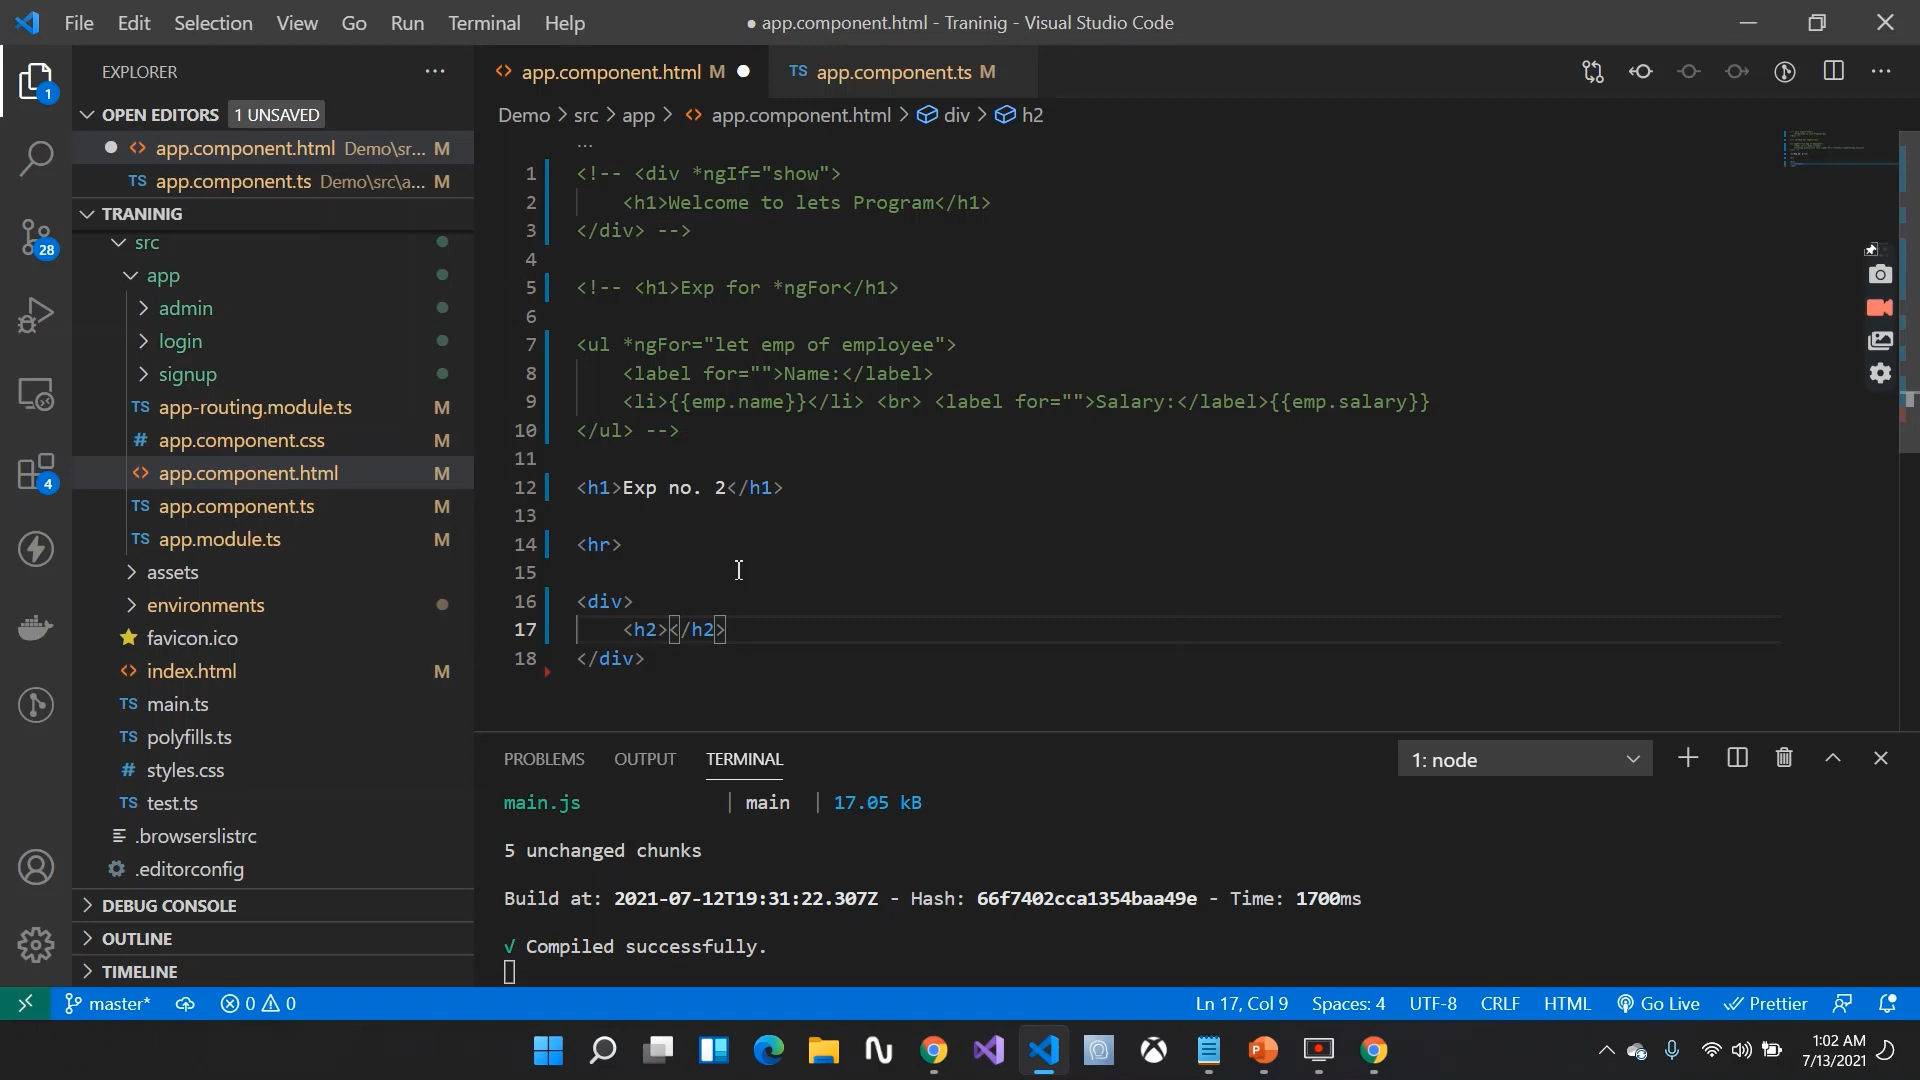 File Edit Selection View Go Run Terminal Help
● app.component.html - Traninig - Visual Studio Code
EXPLORER
OPEN EDITORS 1 UNSAVED
app.component.html Demo\sr... M
TS app.component.ts Demo\src\a... M
TRANINIG
src
app
admin
login
signup
TS app-routing.module.ts M
# app.component.css M
<> app.component.html M
TS app.component.ts M
TS app.module.ts M
assets
environments
favicon.ico
<> index.html M
TS main.ts
TS polyfills.ts
# styles.css
TS test.ts
.browserslistrc
.editorconfig
DEBUG CONSOLE
OUTLINE
TIMELINE
1
28
4
<> app.component.html M ●
TS app.component.ts M
Demo > src > app > <> app.component.html > div > h2
...
1 <!-- <div *ngIf="show">
2 <h1>Welcome to lets Program</h1>
3 </div> -->
4
5 <!-- <h1>Exp for *ngFor</h1>
6
7 <ul *ngFor="let emp of employee">
8 <label for="">Name:</label>
9 <li>{{emp.name}}</li> <br> <label for="">Salary:</label>{{emp.salary}}
10 </ul> -->
11
12 <h1>Exp no. 2</h1>
13
14 <hr>
15
16 <div>
17 <h2></h2>
18 </div>
PROBLEMS OUTPUT TERMINAL
1: node
main.js | main | 17.05 kB
5 unchanged chunks
Build at: 2021-07-12T19:31:22.307Z - Hash: 66f7402cca1354baa49e - Time: 1700ms
√ Compiled successfully.
master* 0 0
Ln 17, Col 9 Spaces: 4 UTF-8 CRLF HTML Go Live Prettier
1:02 AM
7/13/2021